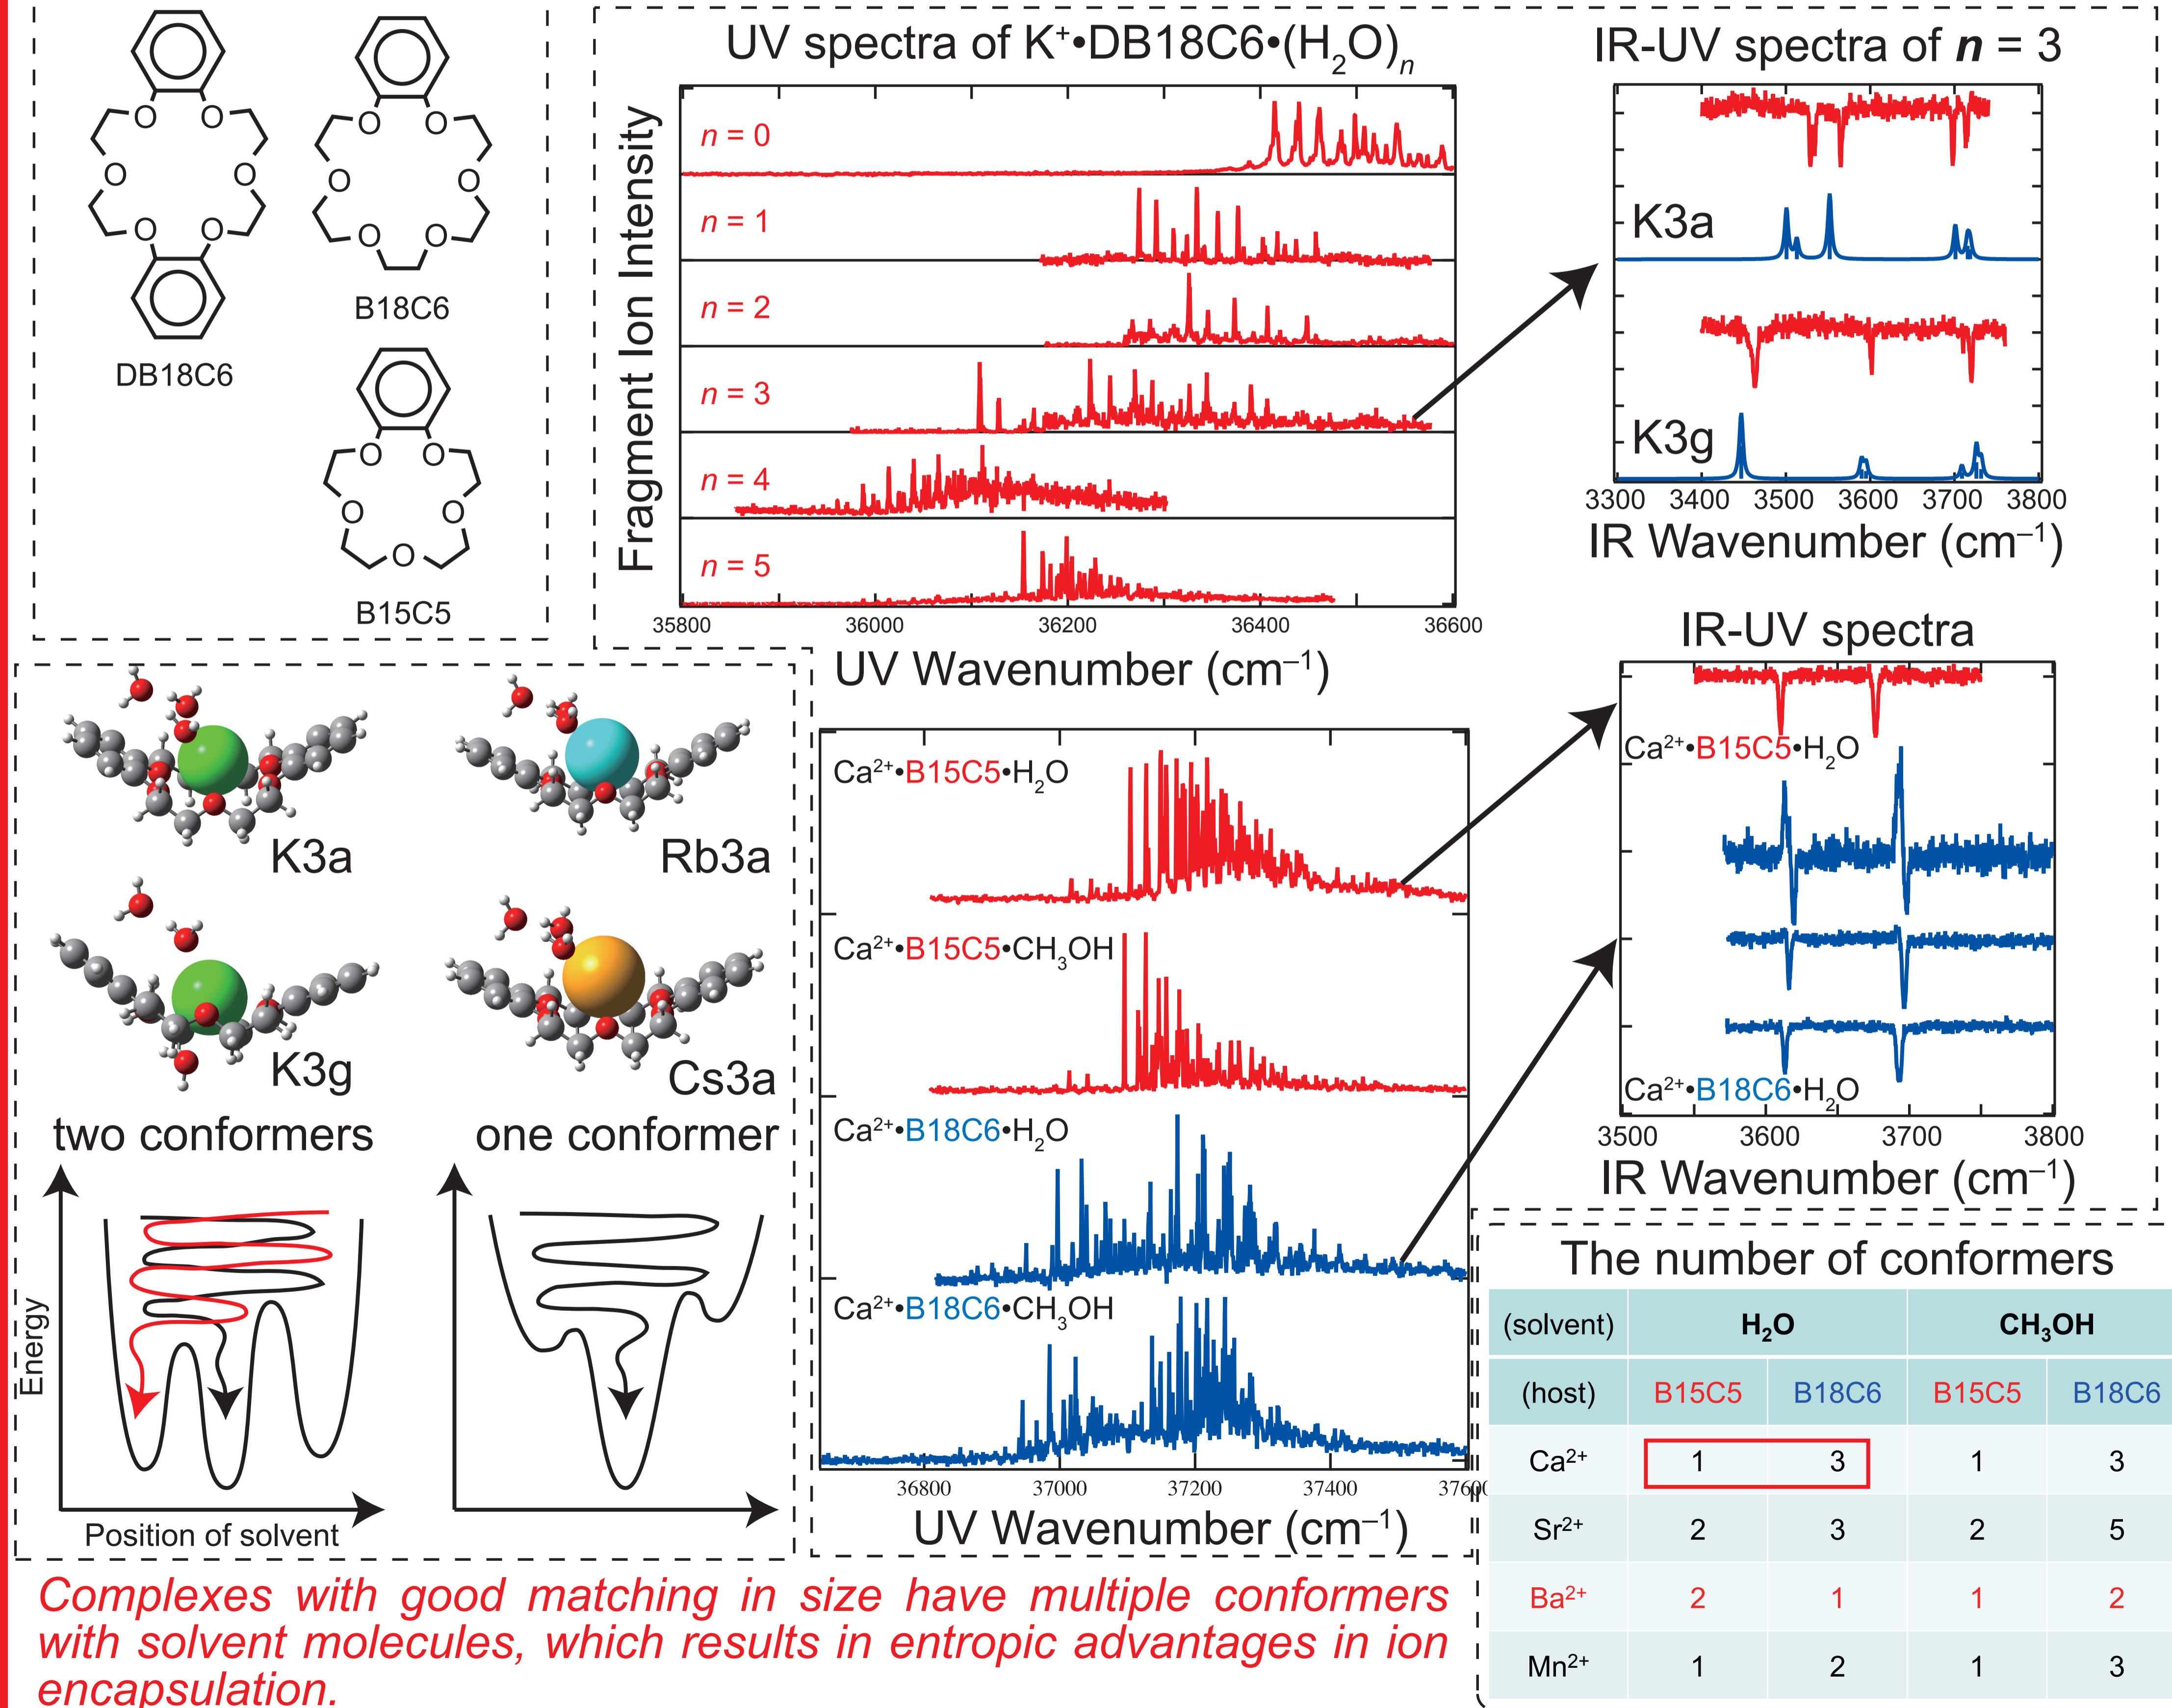 DB18C6
B18C6
B15C5
UV spectra of K⁺•DB18C6•(H₂O)ₙ
Fragment Ion Intensity
n = 0
n = 1
n = 2
n = 3
n = 4
n = 5
35800 36000 36200 36400 36600
UV Wavenumber (cm⁻¹)
IR-UV spectra of n = 3
K3a
K3g
3300 3400 3500 3600 3700 3800
IR Wavenumber (cm⁻¹)
IR-UV spectra
Ca²⁺•B15C5•H₂O
Ca²⁺•B18C6•H₂O
3500 3600 3700 3800
IR Wavenumber (cm⁻¹)
Ca²⁺•B15C5•H₂O
Ca²⁺•B15C5•CH₃OH
Ca²⁺•B18C6•H₂O
Ca²⁺•B18C6•CH₃OH
36800 37000 37200 37400 37600
UV Wavenumber (cm⁻¹)
K3a
Rb3a
K3g
Cs3a
two conformers
one conformer
Energy
Position of solvent
The number of conformers
(solvent) H₂O CH₃OH
(host) B15C5 B18C6 B15C5 B18C6
Ca²⁺ 1 3 1 3
Sr²⁺ 2 3 2 5
Ba²⁺ 2 1 1 2
Mn²⁺ 1 2 1 3
Complexes with good matching in size have multiple conformers
with solvent molecules, which results in entropic advantages in ion
encapsulation.
O O
O O
O O
O O
O O
O O
O O
O O
O